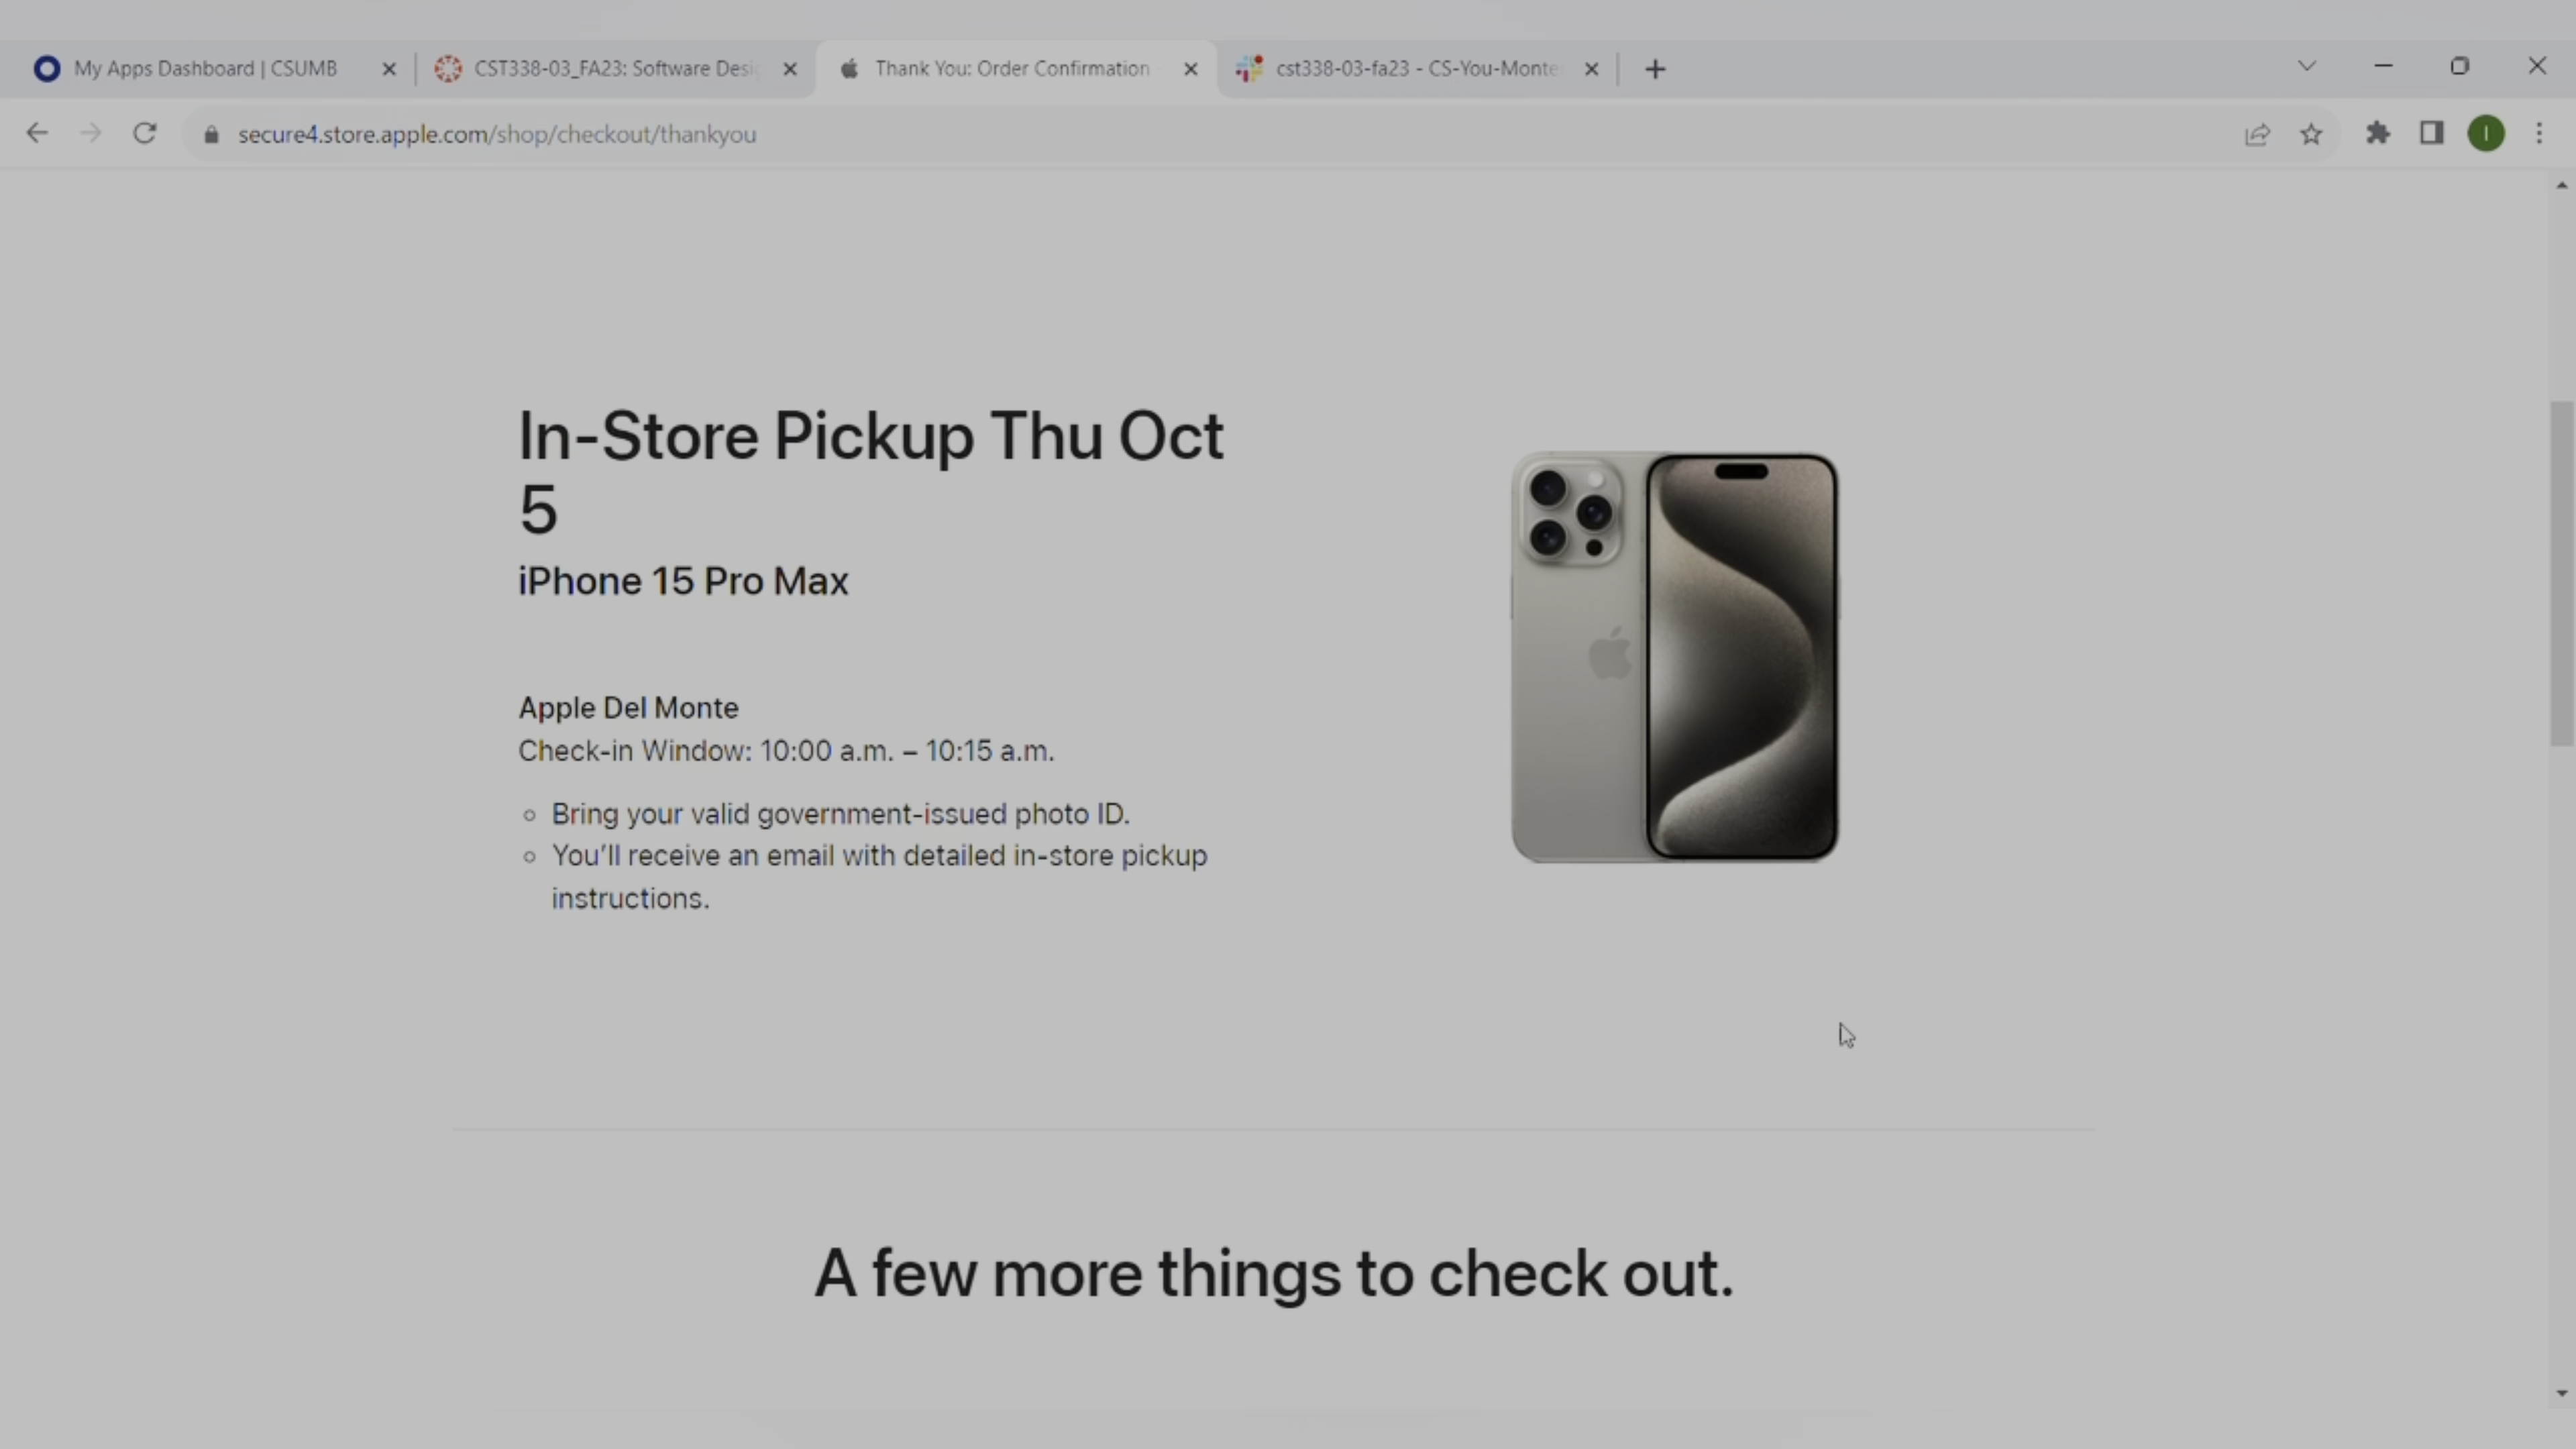 My Apps Dashboard | CSUMB
CST338-03_FA23: Software Desi
Thank You: Order Confirmation
cst338-03-fa23 - CS-You-Monte
secure4.store.apple.com/shop/checkout/thankyou
I
In-Store Pickup Thu Oct
5
iPhone 15 Pro Max
Apple Del Monte
Check-in Window: 10:00 a.m. – 10:15 a.m.
Bring your valid government-issued photo ID.
You’ll receive an email with detailed in-store pickup
instructions.
A few more things to check out.